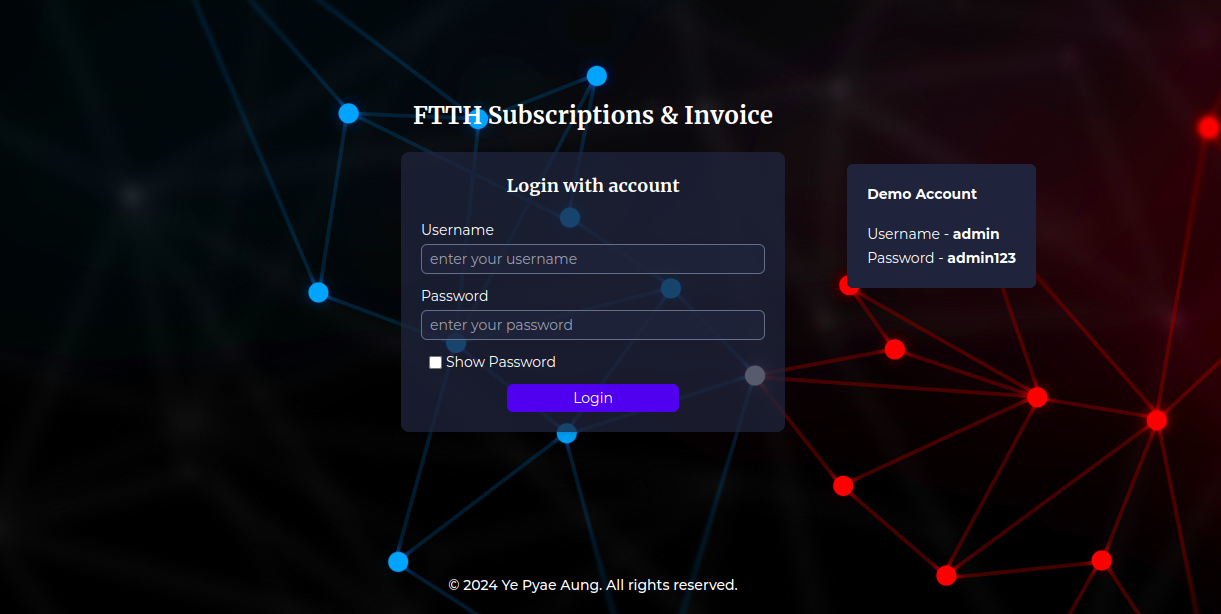 FTTH Subscriptions & Invoice
Login with account
Username
enter your username
Password
enter your password
Show Password
Login
Demo Account
Username - admin
Password - admin123
© 2024 Ye Pyae Aung. All rights reserved.